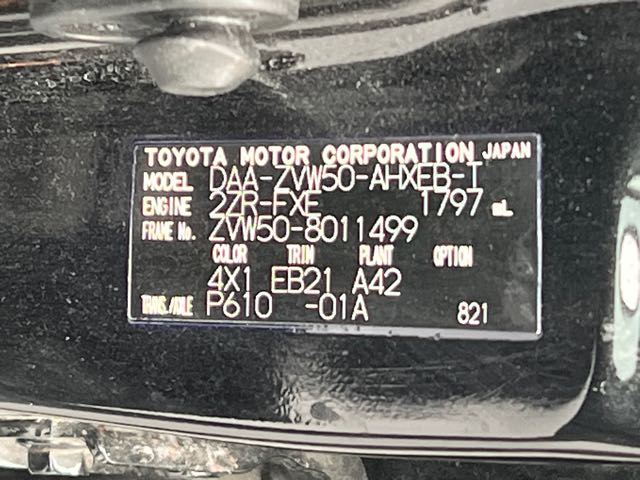 TOYOTA MOTOR CORPORATION JAPAN
MODEL DAA-ZVW50-AHXEB-T
ENGINE 2ZR-FXE 1797 mL
FRAME No. ZVW50-8011499
COLOR TRIM PLANT OPTION
4X1 EB21 A42
TRANS./AXLE P610 -01A 821